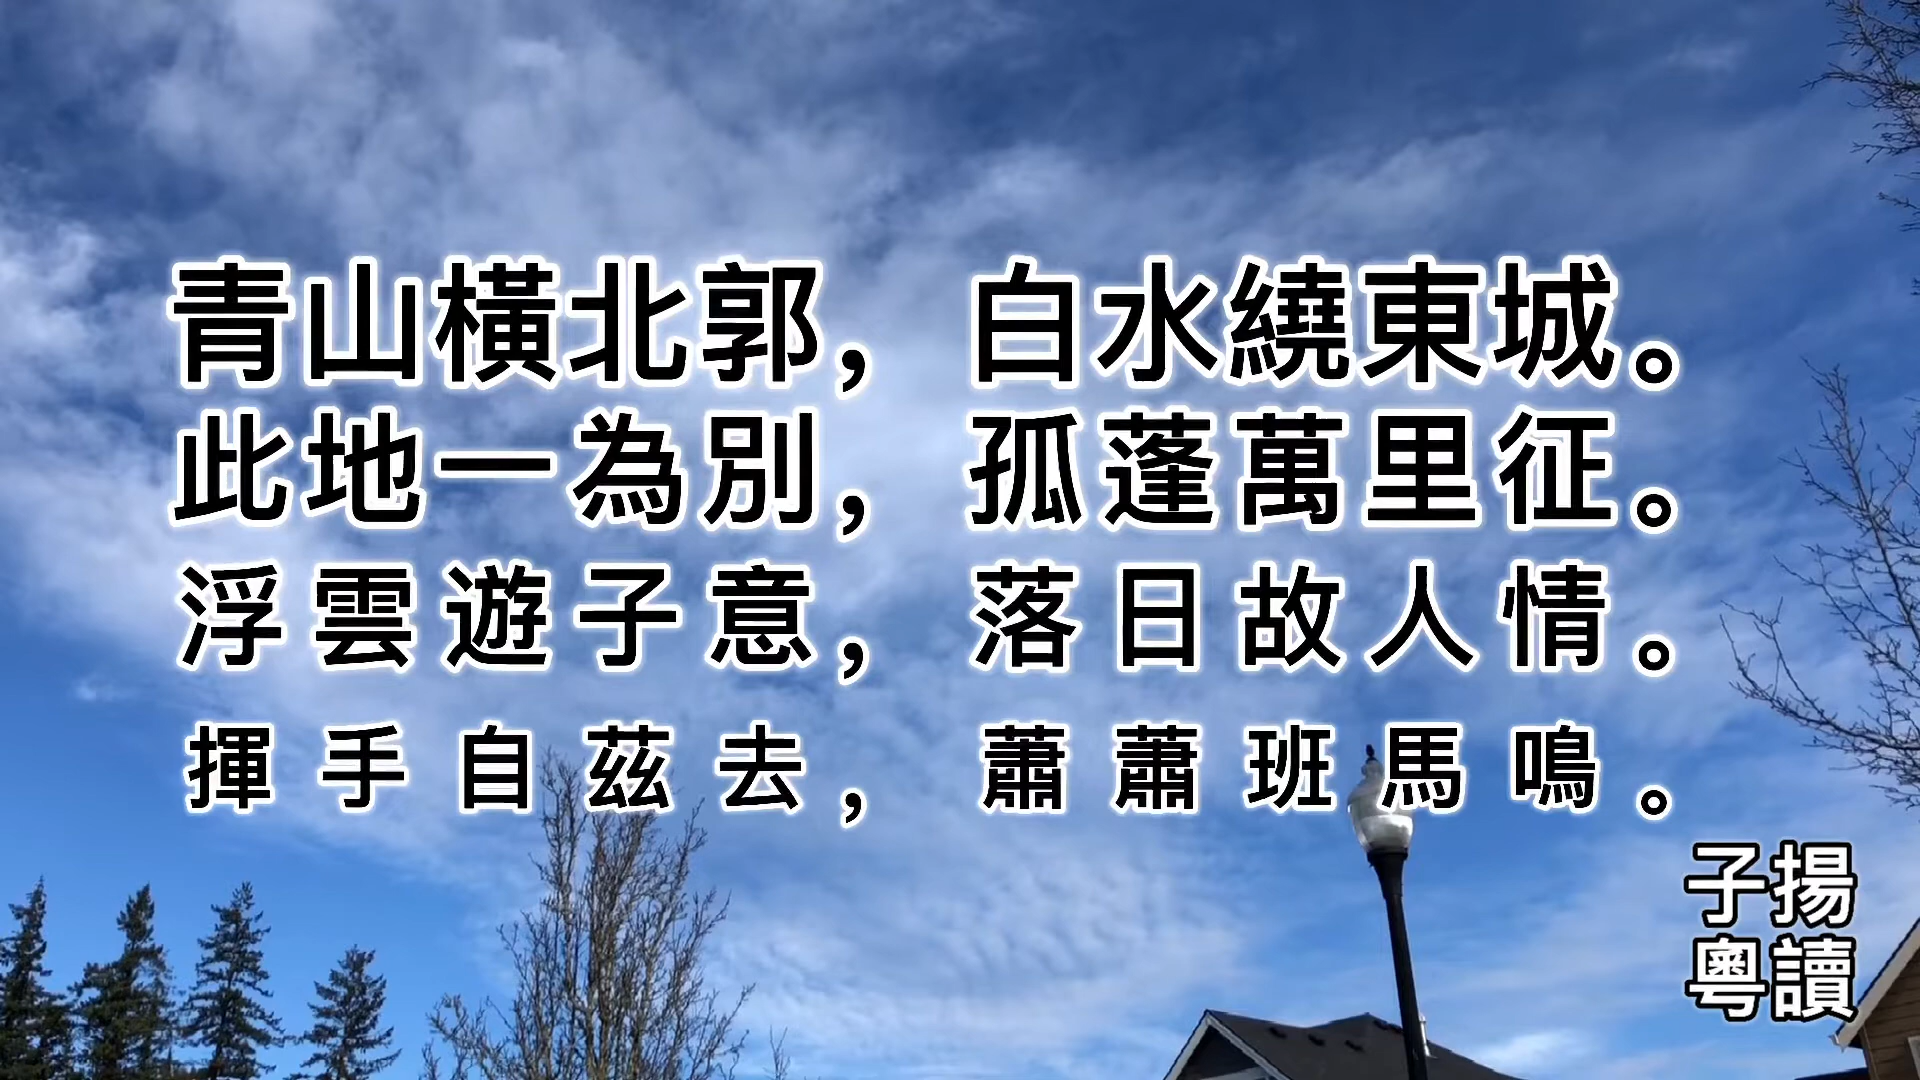 青山橫北郭，白水繞東城。
此地一為別，孤蓬萬里征。
浮雲遊子意，落日故人情。
揮手自茲去，蕭蕭班馬鳴。
子揚
粵讀